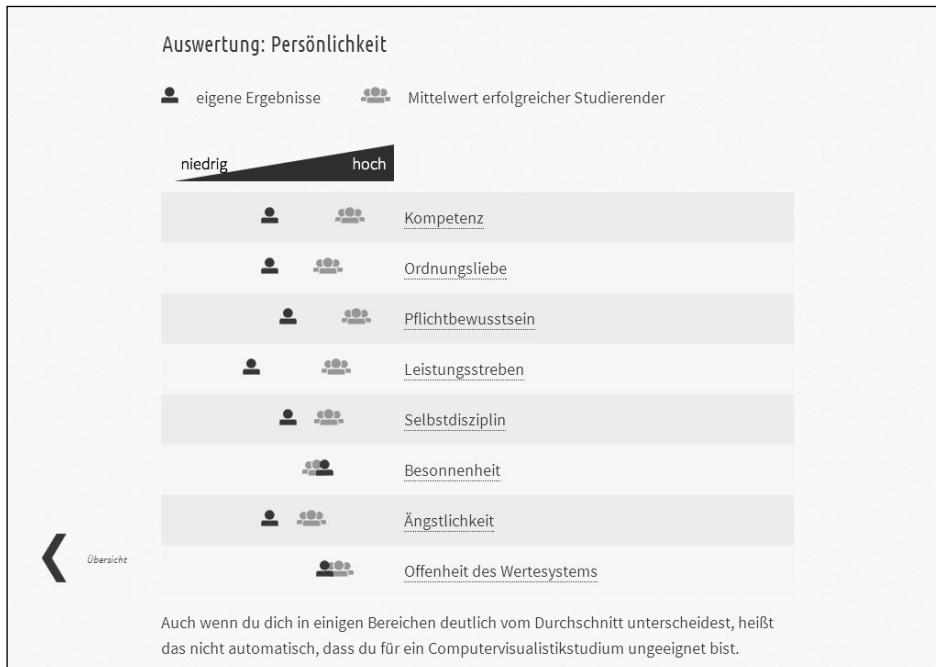 Auswertung: Persönlichkeit
eigene Ergebnisse Mittelwert erfolgreicher Studierender
niedrig hoch
Kompetenz
Ordnungsliebe
Pflichtbewusstsein
Leistungsstreben
Selbstdisziplin
Besonnenheit
Ängstlichkeit
Übersicht
Offenheit des Wertesystems
Auch wenn du dich in einigen Bereichen deutlich vom Durchschnitt unterscheidest, heißt
das nicht automatisch, dass du für ein Computervisualistikstudium ungeeignet bist.